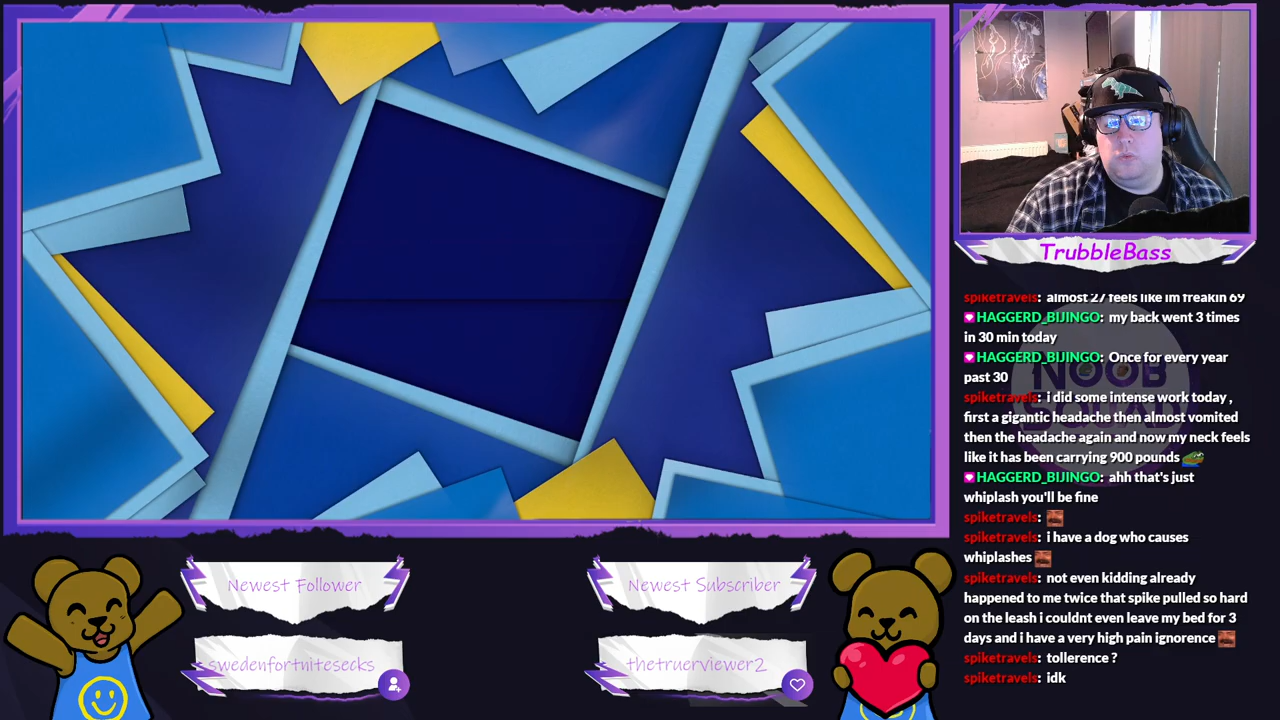 TrubbleBass
spiketravels: almost 27 feels like im freakin 69
HAGGERD_BIJINGO: my back went 3 times
in 30 min today
HAGGERD_BIJINGO: Once for every year
past 30
NOOB
SQUAD
spiketravels: i did some intense work today ,
first a gigantic headache then almost vomited
then the headache again and now my neck feels
like it has been carrying 900 pounds
HAGGERD_BIJINGO: ahh that's just
whiplash you'll be fine
spiketravels:
spiketravels: i have a dog who causes
whiplashes
spiketravels: not even kidding already
happened to me twice that spike pulled so hard
on the leash i couldnt even leave my bed for 3
days and i have a very high pain ignorence
spiketravels: tollerence ?
spiketravels: idk
Newest Follower
swedenfortnitesecks
Newest Subscriber
thetruerviewer2